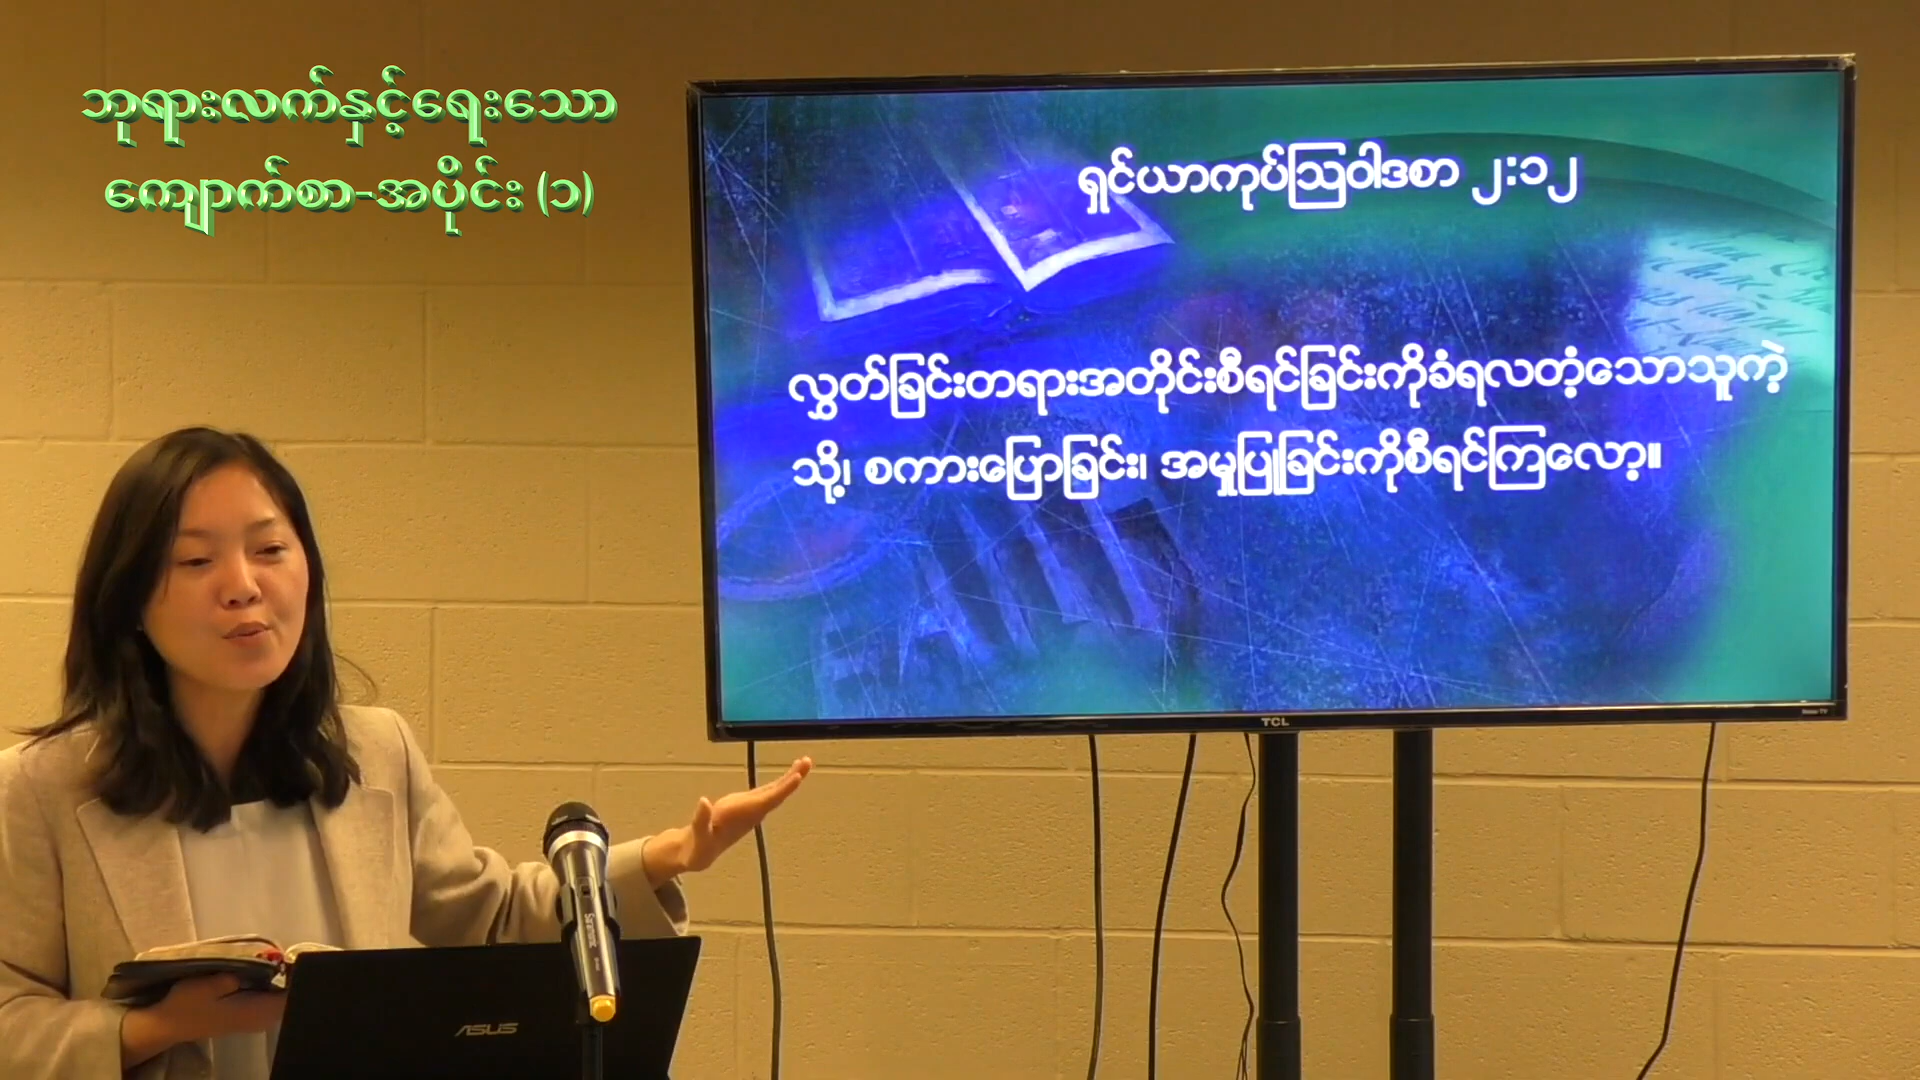 ဘုရားလက်နှင့်ရေးသော
ကျောက်စာ-အပိုင်း (၁)
ရှင်ယာကုပ်ဩဝါဒစာ ၂:၁၂
လွှတ်ခြင်းတရားအတိုင်းစီရင်ခြင်းကိုခံရလတံ့သောသူကဲ့
သို့၊ စကားပြောခြင်း၊ အမှုပြုခြင်းကိုစီရင်ကြလော့။
TCL
ASUS